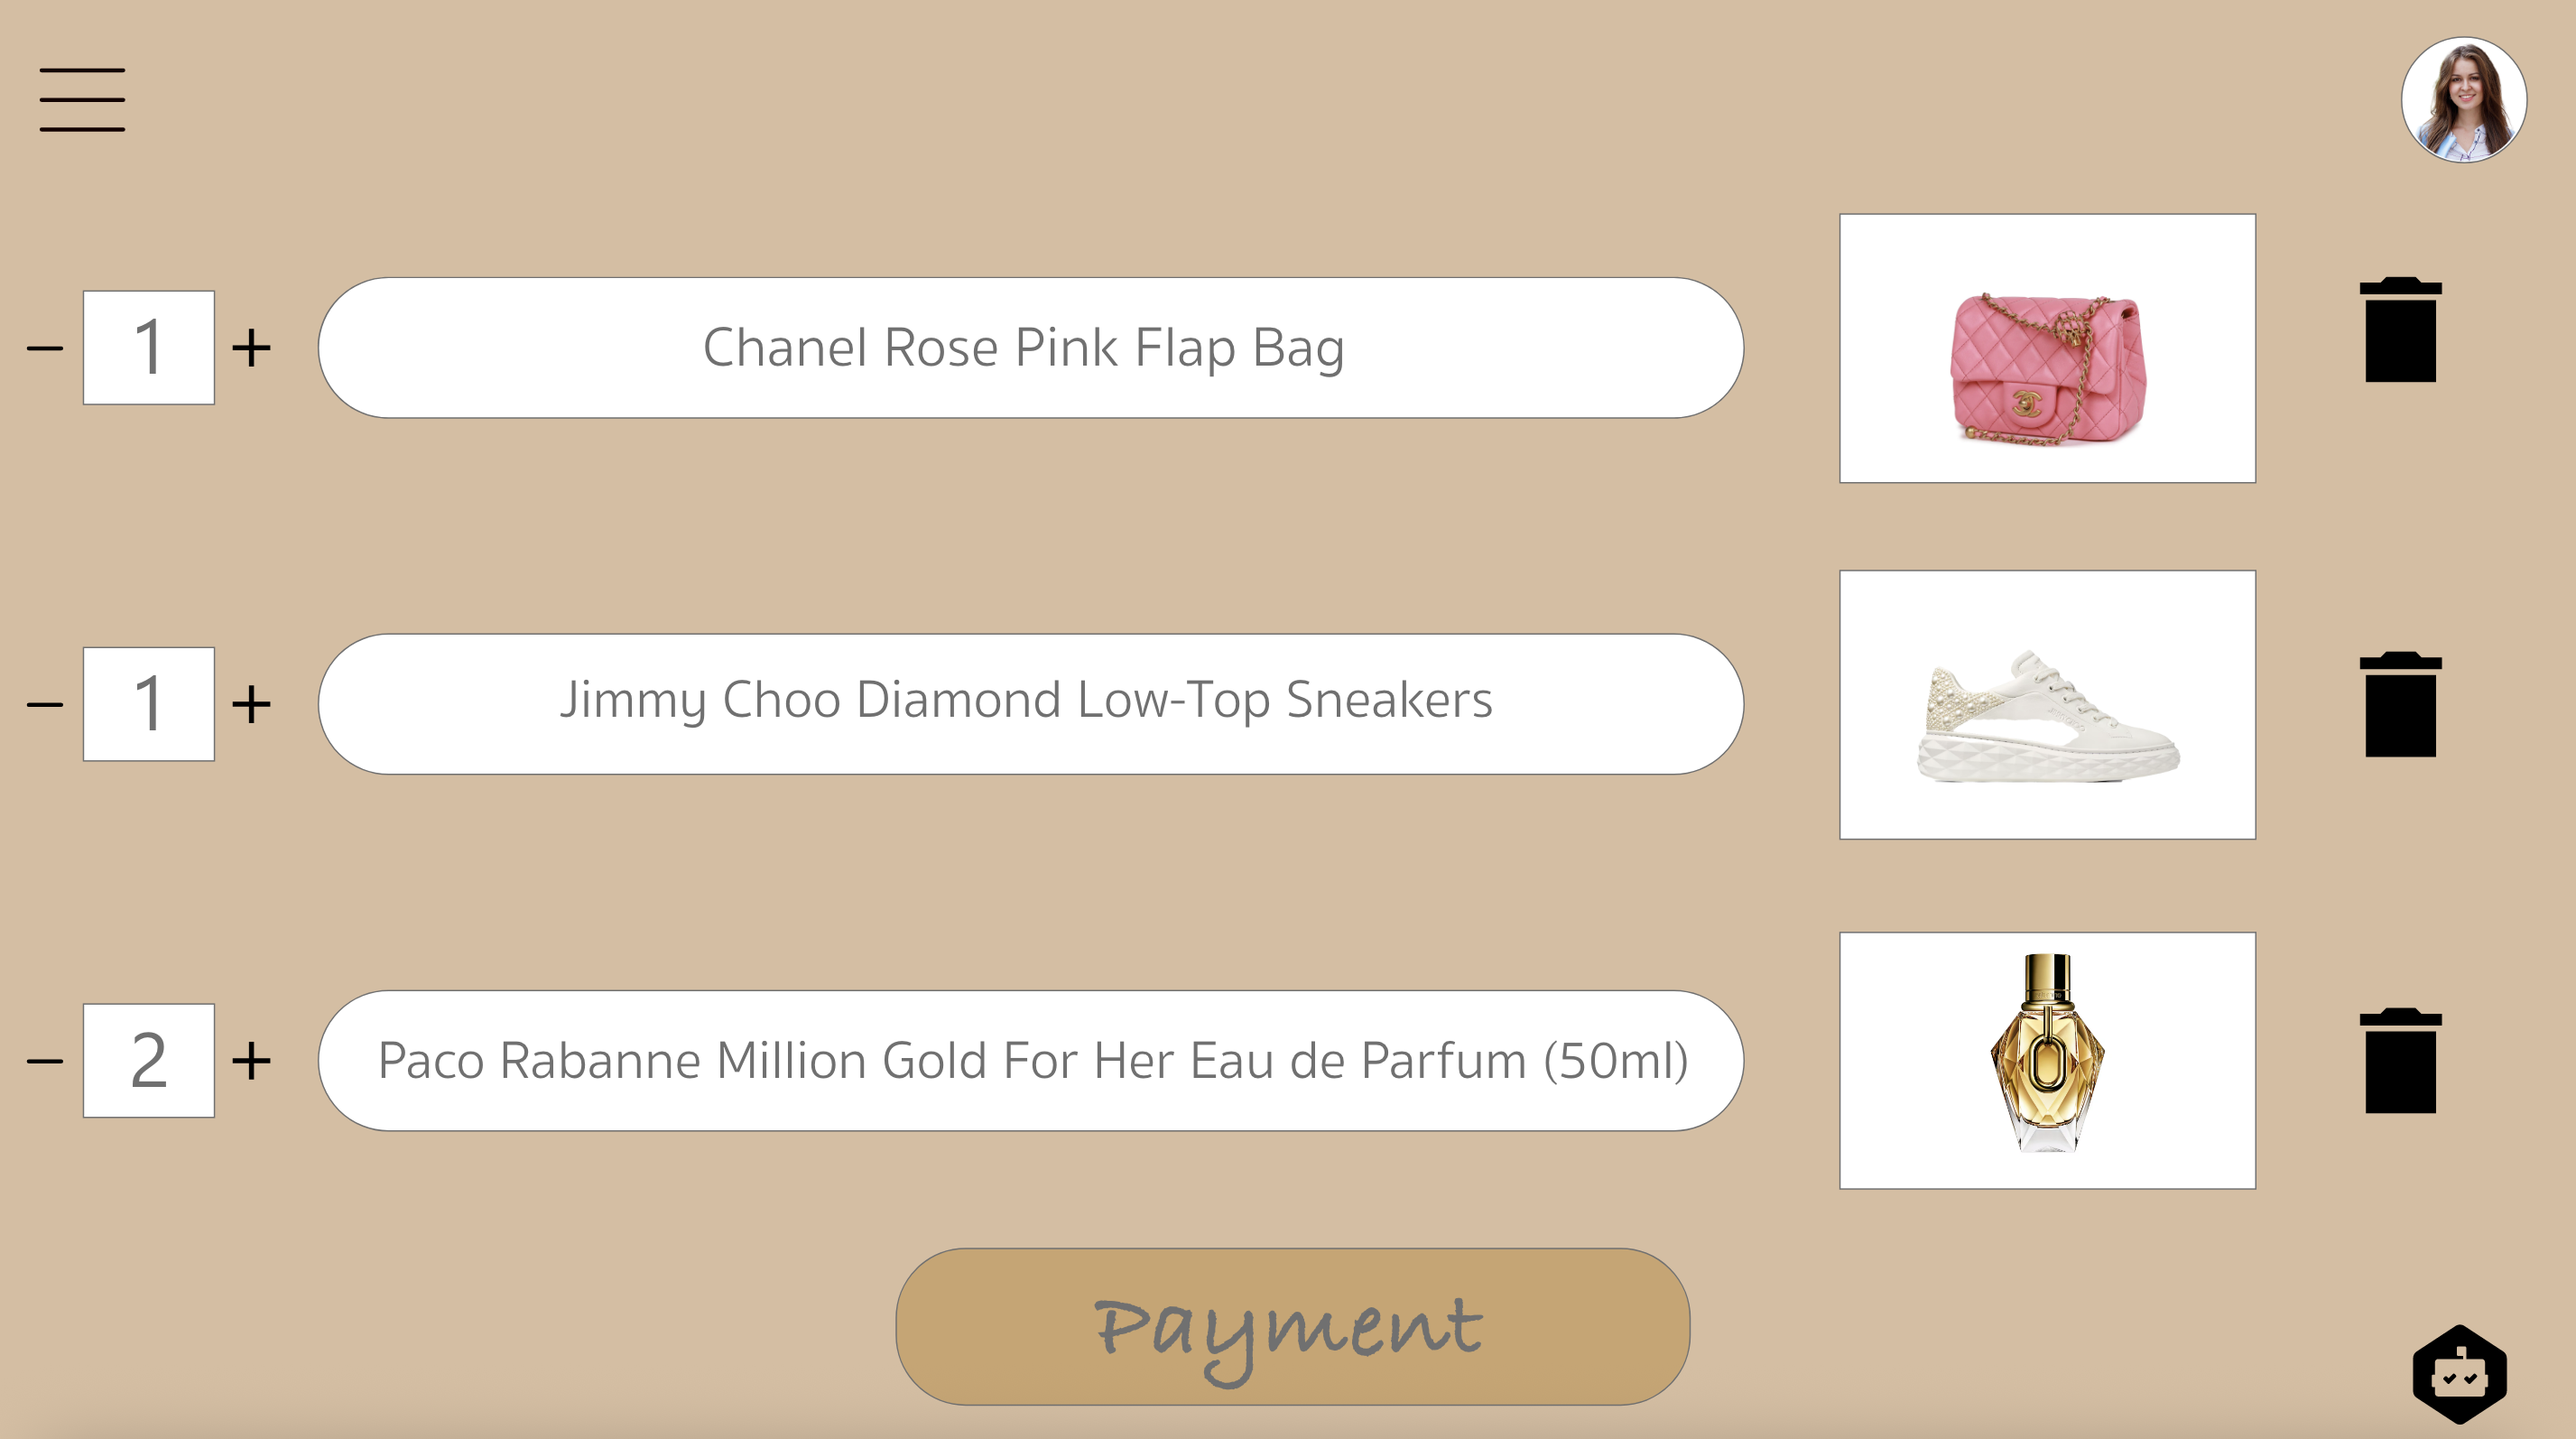 1 Chanel Rose Pink Flap Bag
1 Jimmy Choo Diamond Low-Top Sneakers
2 Paco Rabanne Million Gold For Her Eau de Parfum (50ml)
Payment